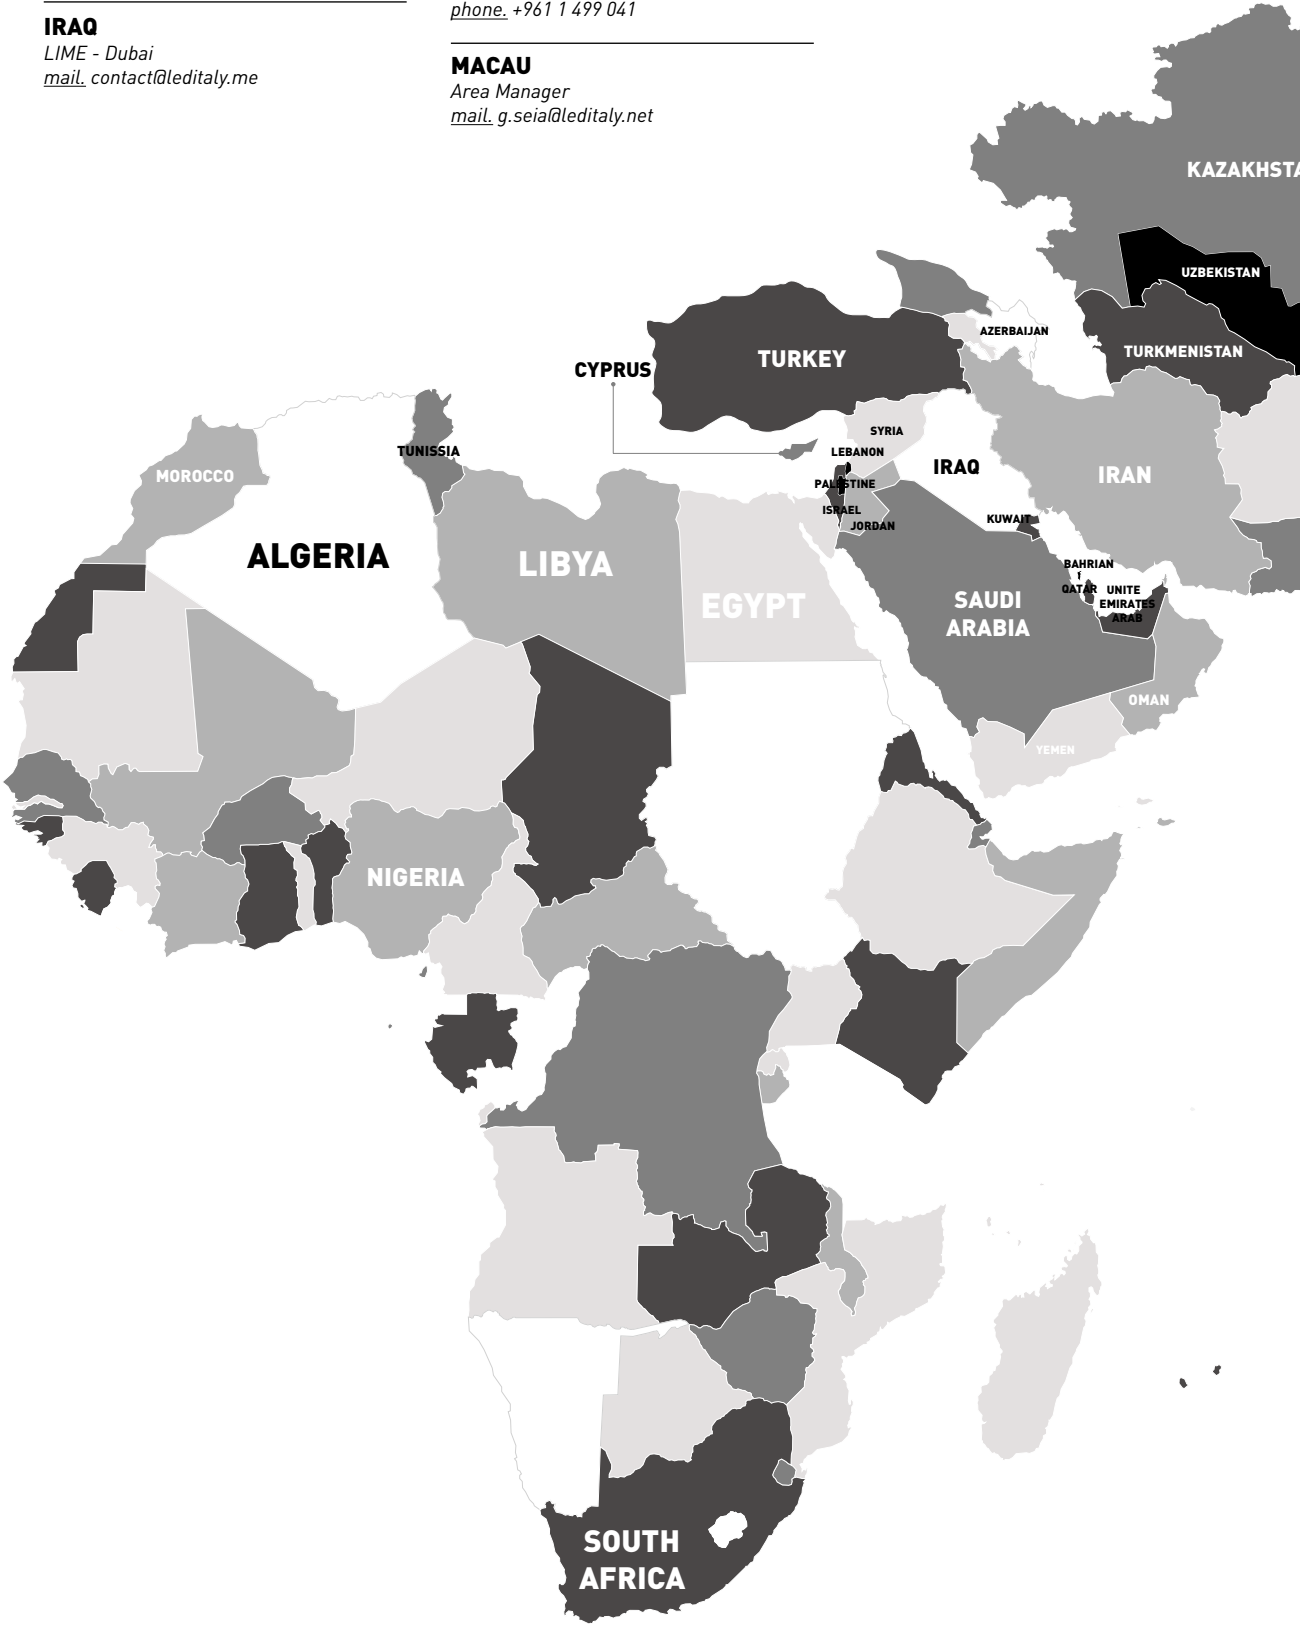 IRAQ
LIME - Dubai
mail. contact@leditaly.me
phone. +961 1 499 041
MACAU
Area Manager
mail. g.seia@leditaly.net
KAZAKHSTA
UZBEKISTAN
AZERBAIJAN
TURKMENISTAN
TURKEY
CYPRUS
SYRIA
LEBANON
TUNISSIA
MOROCCO
IRAQ
IRAN
PALESTINE
ISRAEL
JORDAN
KUWAIT
ALGERIA
LIBYA
EGYPT
BAHRIAN
QATAR
UNITE
EMIRATES
ARAB
SAUDI
ARABIA
OMAN
YEMEN
NIGERIA
SOUTH
AFRICA